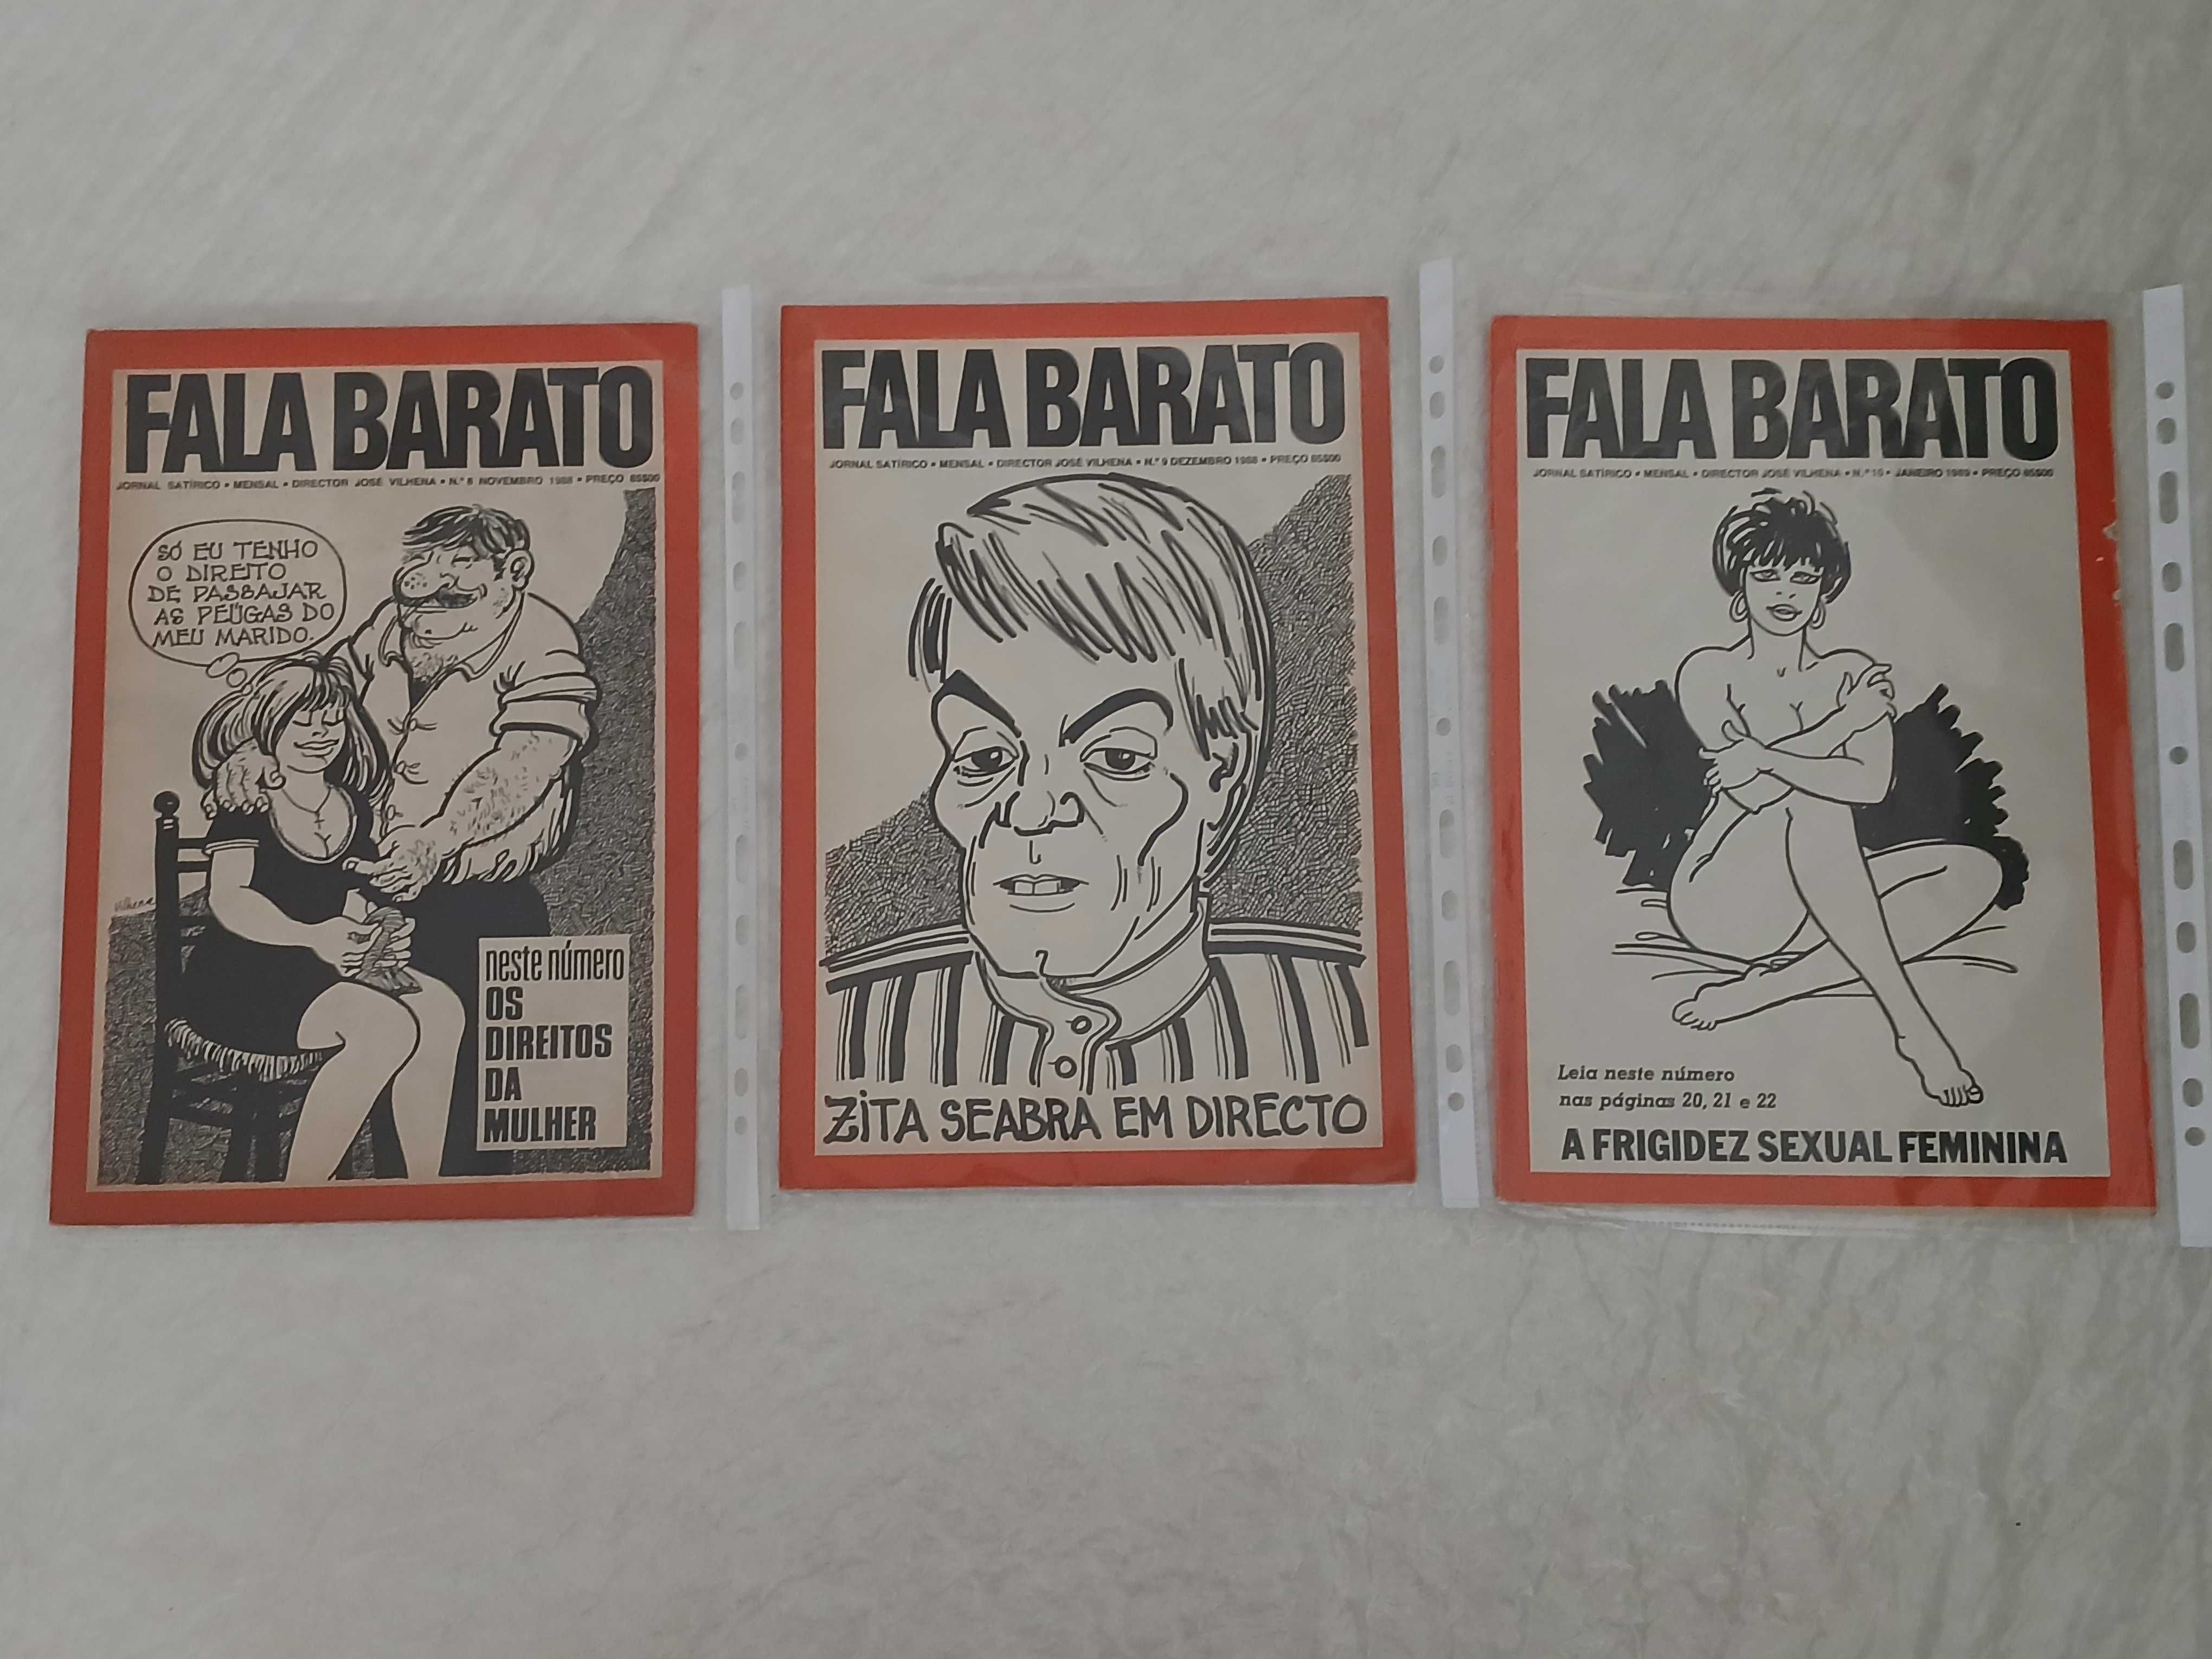 FALA BARATO
JORNAL SATÍRICO • MENSAL • DIRECTOR JOSÉ VILHENA • N.º 8 NOVEMBRO 1988 • PREÇO 85$00
SÓ EU TENHO
O DIREITO
DE PASSAJAR
AS PEÚGAS DO
MEU MARIDO.
Vilhena
neste número
OS
DIREITOS
DA
MULHER
FALA BARATO
JORNAL SATÍRICO • MENSAL • DIRECTOR JOSÉ VILHENA • N.º 9 DEZEMBRO 1988 • PREÇO 85$00
ZITA SEABRA EM DIRECTO
FALA BARATO
JORNAL SATÍRICO • MENSAL • DIRECTOR JOSÉ VILHENA • N.º 10 • JANEIRO 1989 • PREÇO 85$00
Leia neste número
nas páginas 20, 21 e 22
A FRIGIDEZ SEXUAL FEMININA